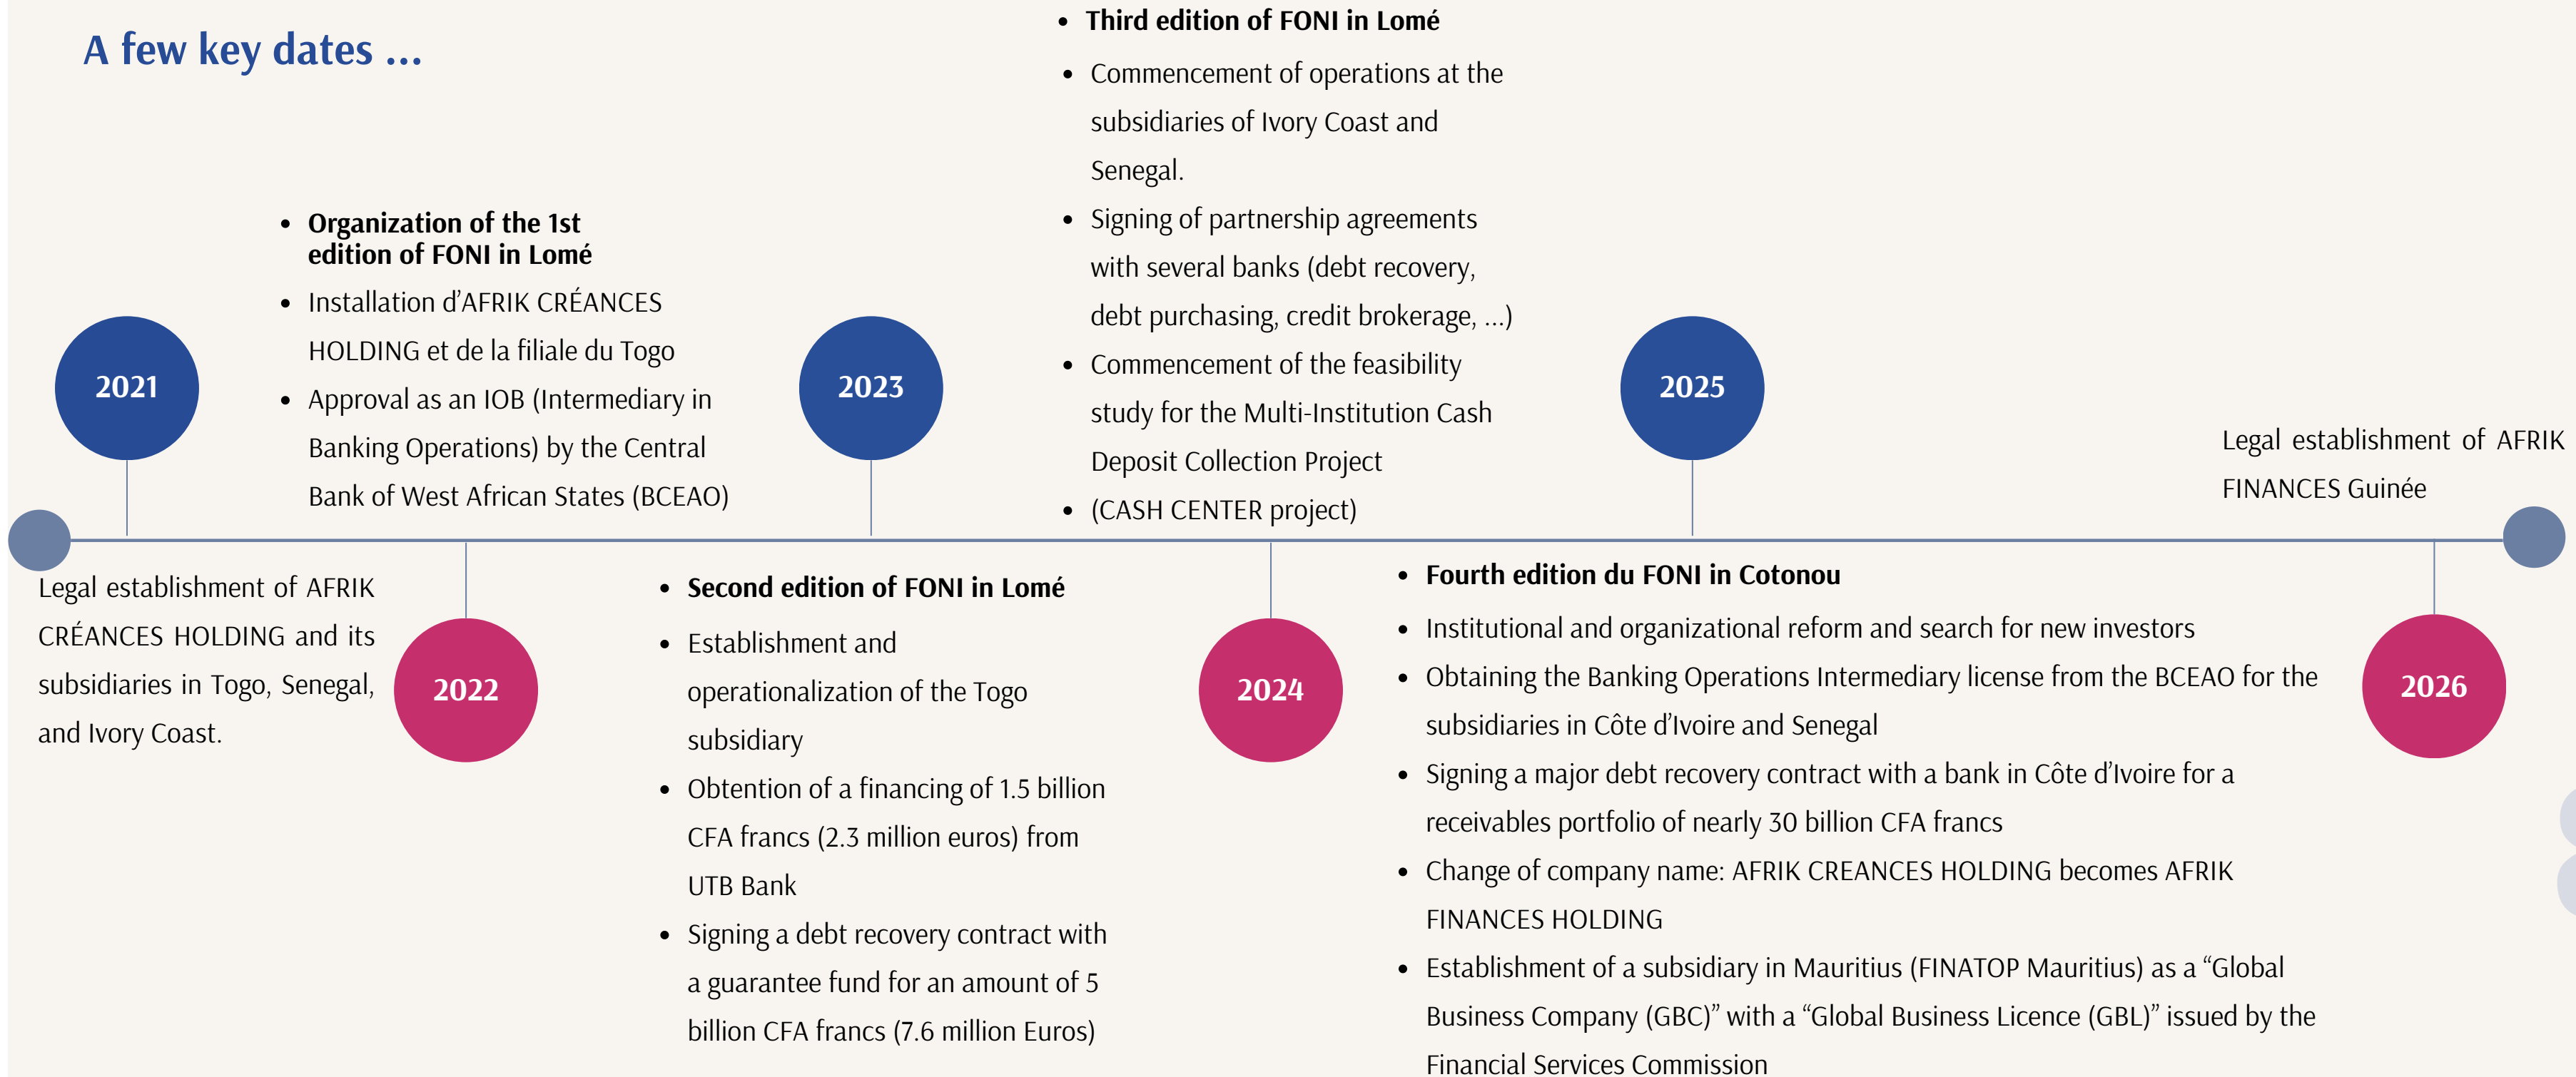 A few key dates ...
2021
Legal establishment of AFRIK
CRÉANCES HOLDING and its
subsidiaries in Togo, Senegal,
and Ivory Coast.
• Organization of the 1st
edition of FONI in Lomé
• Installation d’AFRIK CRÉANCES
HOLDING et de la filiale du Togo
• Approval as an IOB (Intermediary in
Banking Operations) by the Central
Bank of West African States (BCEAO)
2022
2023
• Second edition of FONI in Lomé
• Establishment and
operationalization of the Togo
subsidiary
• Obtention of a financing of 1.5 billion
CFA francs (2.3 million euros) from
UTB Bank
• Signing a debt recovery contract with
a guarantee fund for an amount of 5
billion CFA francs (7.6 million Euros)
• Third edition of FONI in Lomé
• Commencement of operations at the
subsidiaries of Ivory Coast and
Senegal.
• Signing of partnership agreements
with several banks (debt recovery,
debt purchasing, credit brokerage, ...)
• Commencement of the feasibility
study for the Multi-Institution Cash
Deposit Collection Project
• (CASH CENTER project)
2024
2025
• Fourth edition du FONI in Cotonou
• Institutional and organizational reform and search for new investors
• Obtaining the Banking Operations Intermediary license from the BCEAO for the
subsidiaries in Côte d’Ivoire and Senegal
• Signing a major debt recovery contract with a bank in Côte d’Ivoire for a
receivables portfolio of nearly 30 billion CFA francs
• Change of company name: AFRIK CREANCES HOLDING becomes AFRIK
FINANCES HOLDING
• Establishment of a subsidiary in Mauritius (FINATOP Mauritius) as a “Global
Business Company (GBC)” with a “Global Business Licence (GBL)” issued by the
Financial Services Commission
Legal establishment of AFRIK
FINANCES Guinée
2026